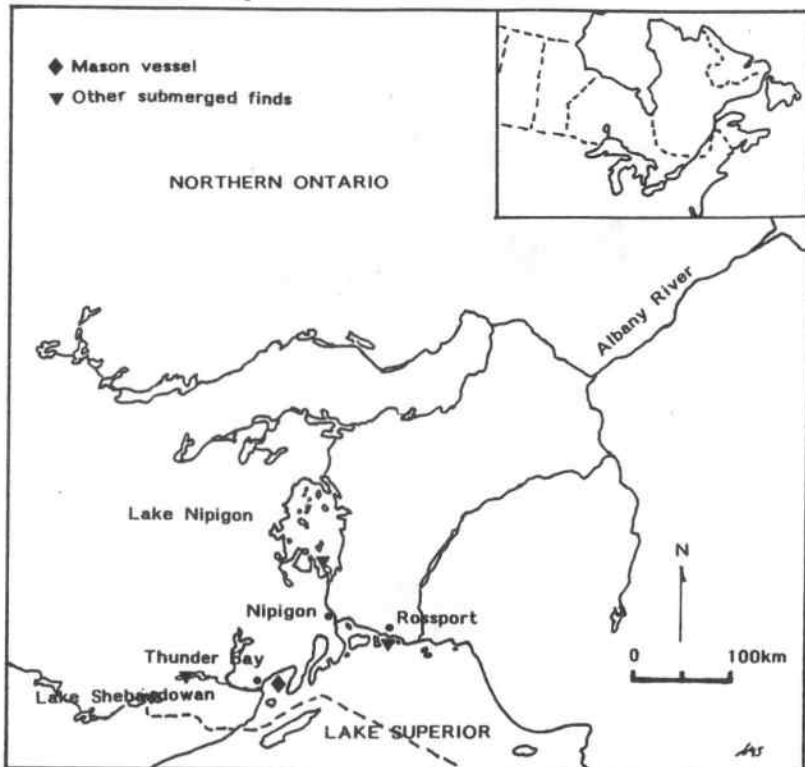 Mason vessel
Other submerged finds
NORTHERN ONTARIO
Albany River
Lake Nipigon
N
Nipigon
Rossport
0 100km
Thunder Bay
Lake Shebandowan
LAKE SUPERIOR